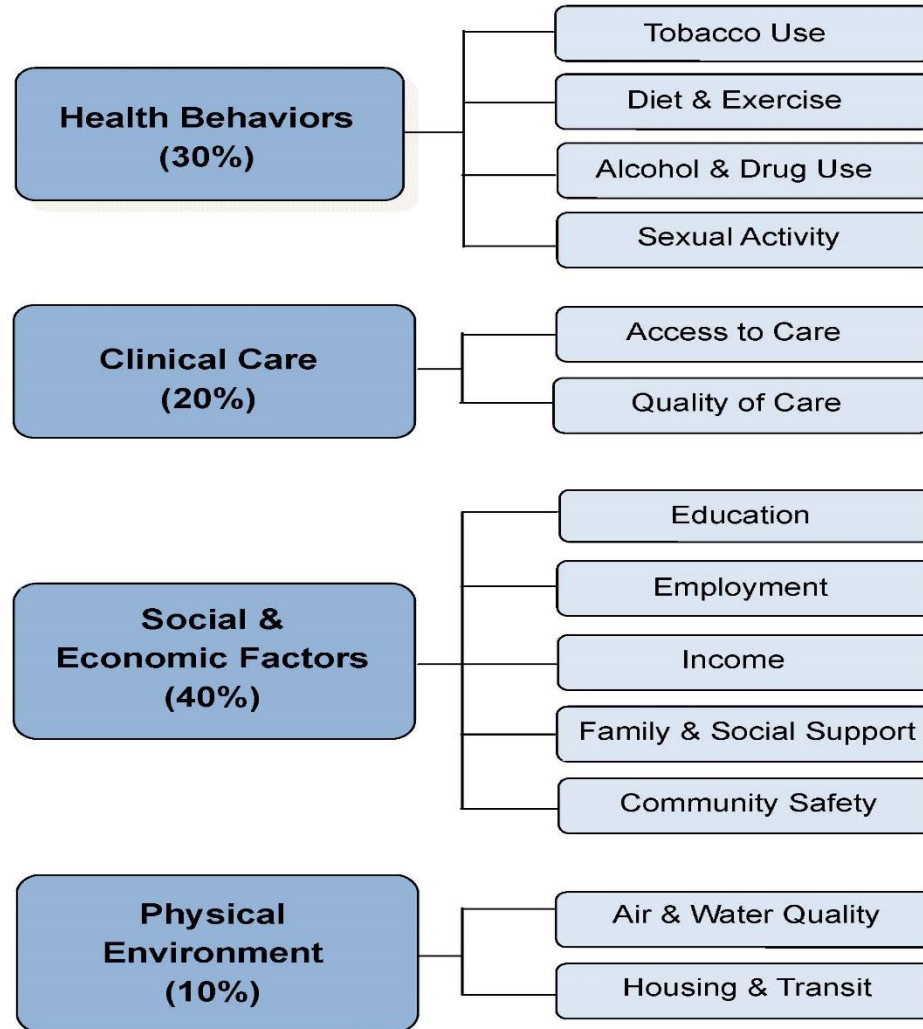 Health Behaviors
(30%)
Tobacco Use
Diet & Exercise
Alcohol & Drug Use
Sexual Activity
Clinical Care
(20%)
Access to Care
Quality of Care
Social &
Economic Factors
(40%)
Education
Employment
Income
Family & Social Support
Community Safety
Physical
Environment
(10%)
Air & Water Quality
Housing & Transit